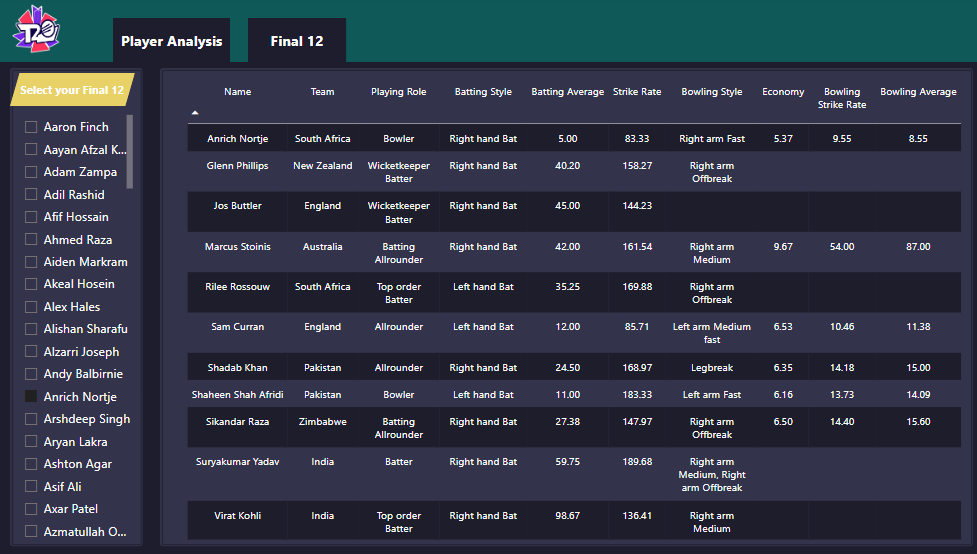 T20
Player Analysis
Final 12
Select your Final 12
Aaron Finch
Aayan Afzal K...
Adam Zampa
Adil Rashid
Afif Hossain
Ahmed Raza
Aiden Markram
Akeal Hosein
Alex Hales
Alishan Sharafu
Alzarri Joseph
Andy Balbirnie
Anrich Nortje
Arshdeep Singh
Aryan Lakra
Ashton Agar
Asif Ali
Axar Patel
Azmatullah O...
Name Team Playing Role Batting Style Batting Average Strike Rate Bowling Style Economy Bowling Bowling Average
Strike Rate
Anrich Nortje South Africa Bowler Right hand Bat 5.00 83.33 Right arm Fast 5.37 9.55 8.55
Glenn Phillips New Zealand Wicketkeeper Right hand Bat 40.20 158.27 Right arm
Batter Offbreak
Jos Buttler England Wicketkeeper Right hand Bat 45.00 144.23
Batter
Marcus Stoinis Australia Batting Right hand Bat 42.00 161.54 Right arm 9.67 54.00 87.00
Allrounder Medium
Rilee Rossouw South Africa Top order Left hand Bat 35.25 169.88 Right arm
Batter Offbreak
Sam Curran England Allrounder Left hand Bat 12.00 85.71 Left arm Medium 6.53 10.46 11.38
fast
Shadab Khan Pakistan Allrounder Right hand Bat 24.50 168.97 Legbreak 6.35 14.18 15.00
Shaheen Shah Afridi Pakistan Bowler Left hand Bat 11.00 183.33 Left arm Fast 6.16 13.73 14.09
Sikandar Raza Zimbabwe Batting Right hand Bat 27.38 147.97 Right arm 6.50 14.40 15.60
Allrounder Offbreak
Suryakumar Yadav India Batter Right hand Bat 59.75 189.68 Right arm
Medium, Right
arm Offbreak
Virat Kohli India Top order Right hand Bat 98.67 136.41 Right arm
Batter Medium